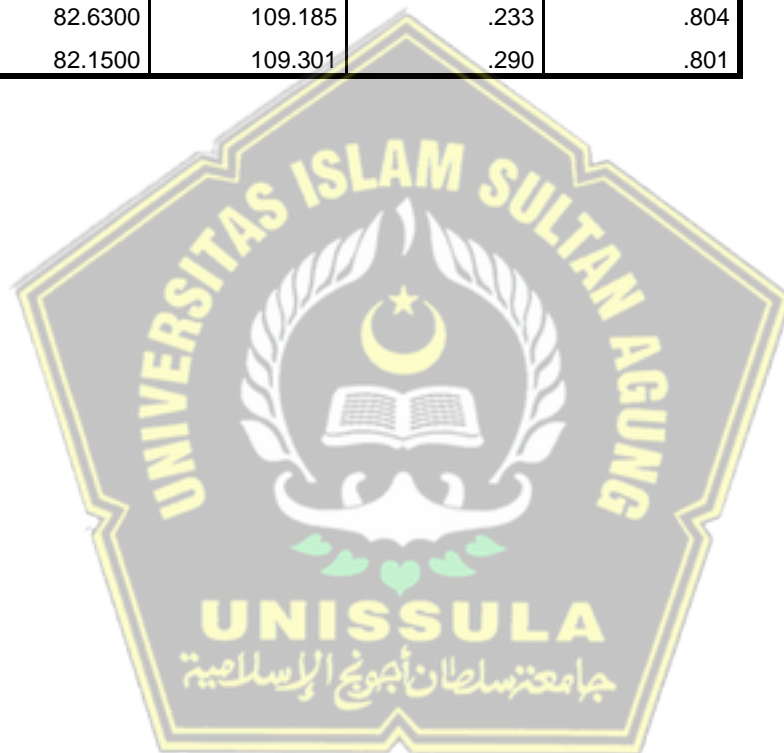 82.6300 109.185 .233 .804
82.1500 109.301 .290 .801
UNIVERSITAS ISLAM SULTAN AGUNG
UNISSULA
جامعة سلطان أجونج الإسلامية